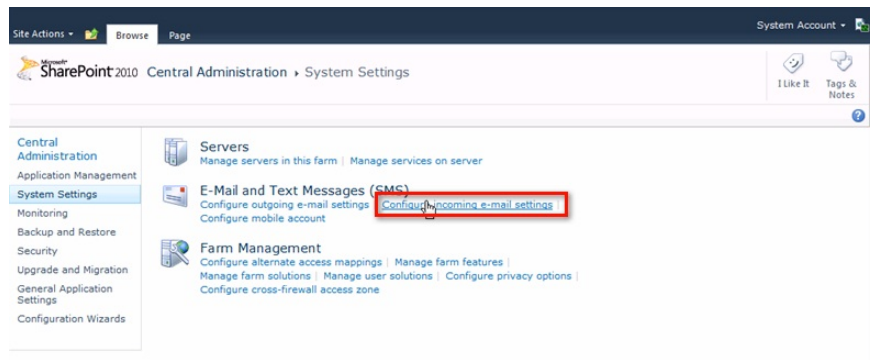 System Account
Site Actions Browse Page
Microsoft
SharePoint 2010 Central Administration System Settings
I Like It
Tags & Notes
Central Administration
Application Management
System Settings
Monitoring
Backup and Restore
Security
Upgrade and Migration
General Application Settings
Configuration Wizards
Servers
Manage servers in this farm | Manage services on server
E-Mail and Text Messages (SMS)
Configure outgoing e-mail settings | Configure incoming e-mail settings |
Configure mobile account
Farm Management
Configure alternate access mappings | Manage farm features |
Manage farm solutions | Manage user solutions | Configure privacy options |
Configure cross-firewall access zone